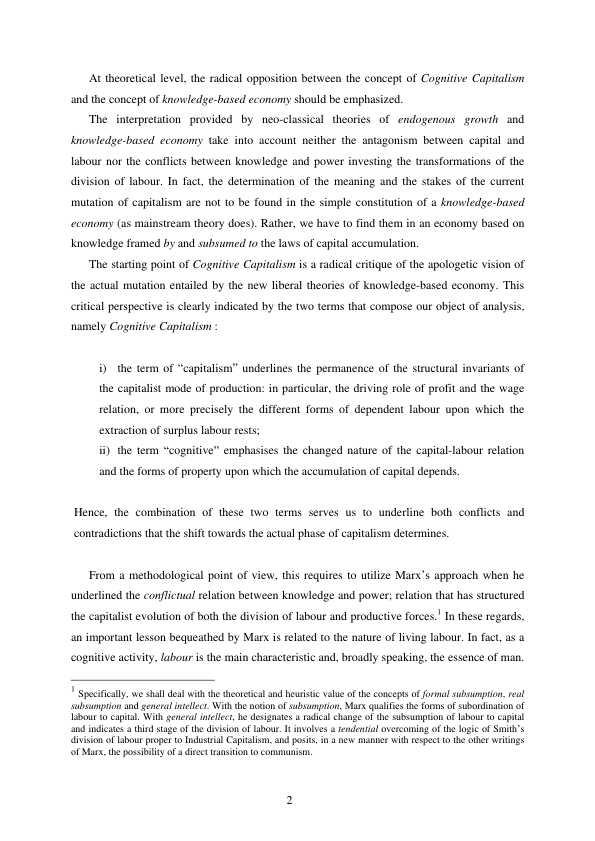 At theoretical level, the radical opposition between the concept of Cognitive Capitalism
and the concept of knowledge-based economy should be emphasized.
The interpretation provided by neo-classical theories of endogenous growth and
knowledge-based economy take into account neither the antagonism between capital and
labour nor the conflicts between knowledge and power investing the transformations of the
division of labour. In fact, the determination of the meaning and the stakes of the current
mutation of capitalism are not to be found in the simple constitution of a knowledge-based
economy (as mainstream theory does). Rather, we have to find them in an economy based on
knowledge framed by and subsumed to the laws of capital accumulation.
The starting point of Cognitive Capitalism is a radical critique of the apologetic vision of
the actual mutation entailed by the new liberal theories of knowledge-based economy. This
critical perspective is clearly indicated by the two terms that compose our object of analysis,
namely Cognitive Capitalism :
i) the term of “capitalism” underlines the permanence of the structural invariants of
the capitalist mode of production: in particular, the driving role of profit and the wage
relation, or more precisely the different forms of dependent labour upon which the
extraction of surplus labour rests;
ii) the term “cognitive” emphasises the changed nature of the capital-labour relation
and the forms of property upon which the accumulation of capital depends.
Hence, the combination of these two terms serves us to underline both conflicts and
contradictions that the shift towards the actual phase of capitalism determines.
From a methodological point of view, this requires to utilize Marx’s approach when he
underlined the conflictual relation between knowledge and power; relation that has structured
the capitalist evolution of both the division of labour and productive forces.1 In these regards,
an important lesson bequeathed by Marx is related to the nature of living labour. In fact, as a
cognitive activity, labour is the main characteristic and, broadly speaking, the essence of man.
1 Specifically, we shall deal with the theoretical and heuristic value of the concepts of formal subsumption, real
subsumption and general intellect. With the notion of subsumption, Marx qualifies the forms of subordination of
labour to capital. With general intellect, he designates a radical change of the subsumption of labour to capital
and indicates a third stage of the division of labour. It involves a tendential overcoming of the logic of Smith’s
division of labour proper to Industrial Capitalism, and posits, in a new manner with respect to the other writings
of Marx, the possibility of a direct transition to communism.
2